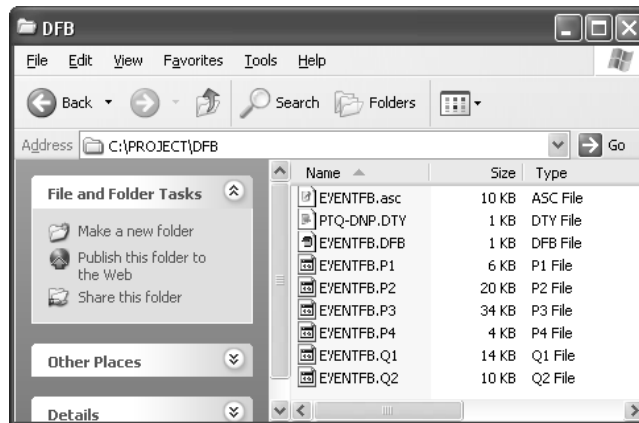 DFB
File Edit View Favorites Tools Help
Back Search Folders
Address C:\PROJECT\DFB Go
File and Folder Tasks
Make a new folder
Publish this folder to
the Web
Share this folder
Other Places
Details
Name Size Type
EVENTFB.asc 10 KB ASC File
PTQ-DNP.DTY 1 KB DTY File
EVENTFB.DFB 1 KB DFB File
EVENTFB.P1 6 KB P1 File
EVENTFB.P2 20 KB P2 File
EVENTFB.P3 34 KB P3 File
EVENTFB.P4 4 KB P4 File
EVENTFB.Q1 14 KB Q1 File
EVENTFB.Q2 10 KB Q2 File